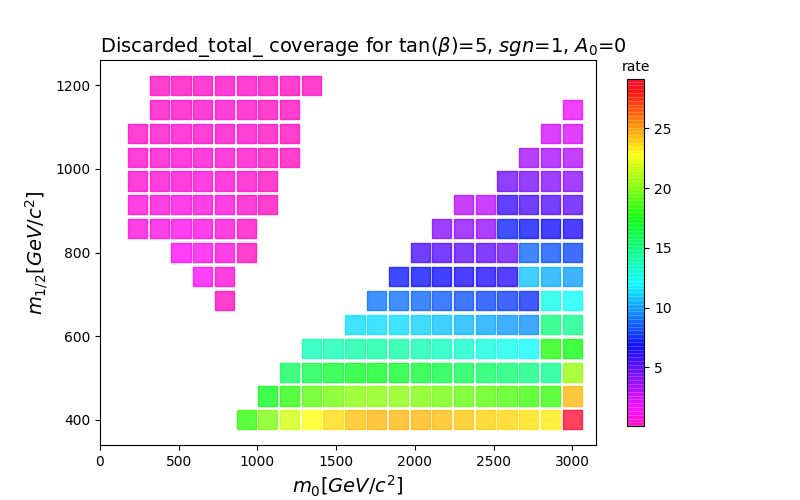 Discarded_total_ coverage for tan(β)=5, sgn=1, A₀=0
rate
1200
1000
800
600
400
m₁/₂[GeV/c²]
0 500 1000 1500 2000 2500 3000
m₀[GeV/c²]
25
20
15
10
5